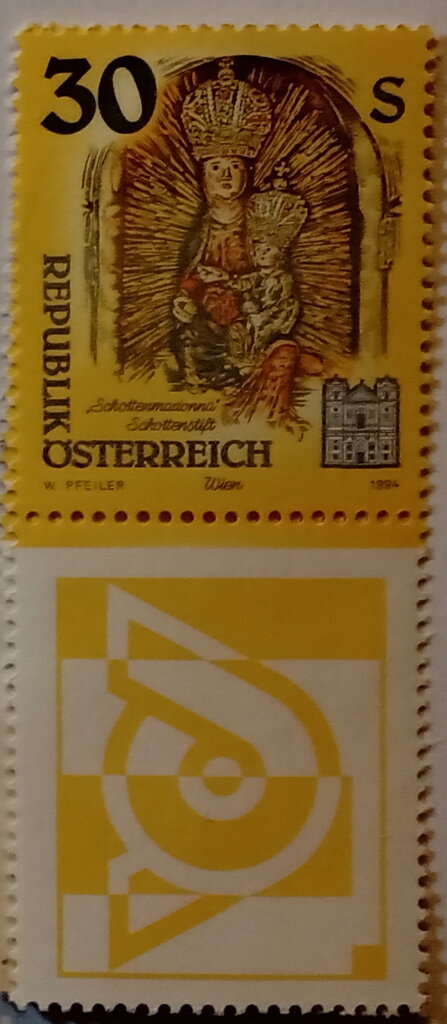 30 S
REPUBLIK
„Schottenmadonna“
Schottenstift
ÖSTERREICH
W. PFEILER Wien 1994